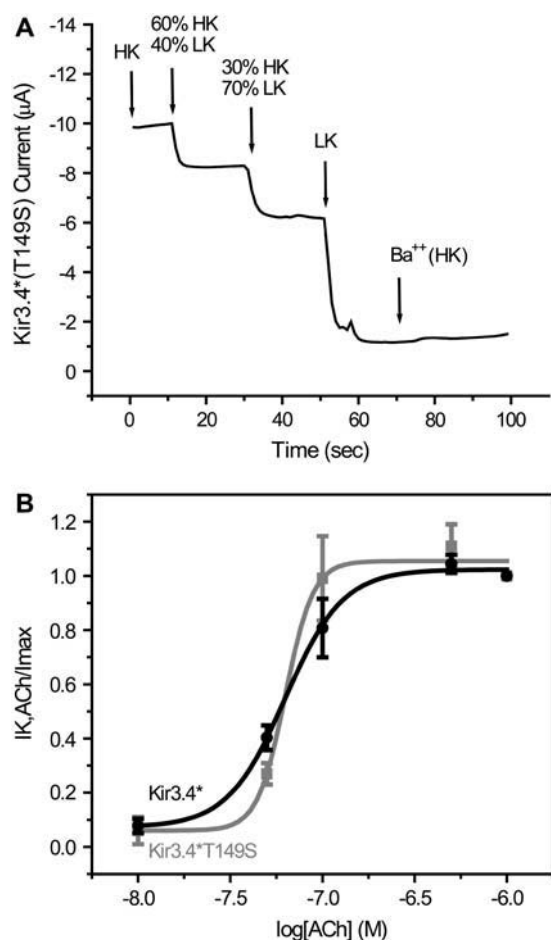 A
Kir3.4*(T149S) Current (μA)
-14
-12
-10
-8
-6
-4
-2
0
HK
60% HK
40% LK
30% HK
70% LK
LK
Ba++(HK)
0
20
40
60
80
100
Time (sec)
B
IK,ACh/Imax
1.2
1.0
0.8
0.6
0.4
0.2
0.0
Kir3.4*
Kir3.4*T149S
-8.0
-7.5
-7.0
-6.5
-6.0
log[ACh] (M)